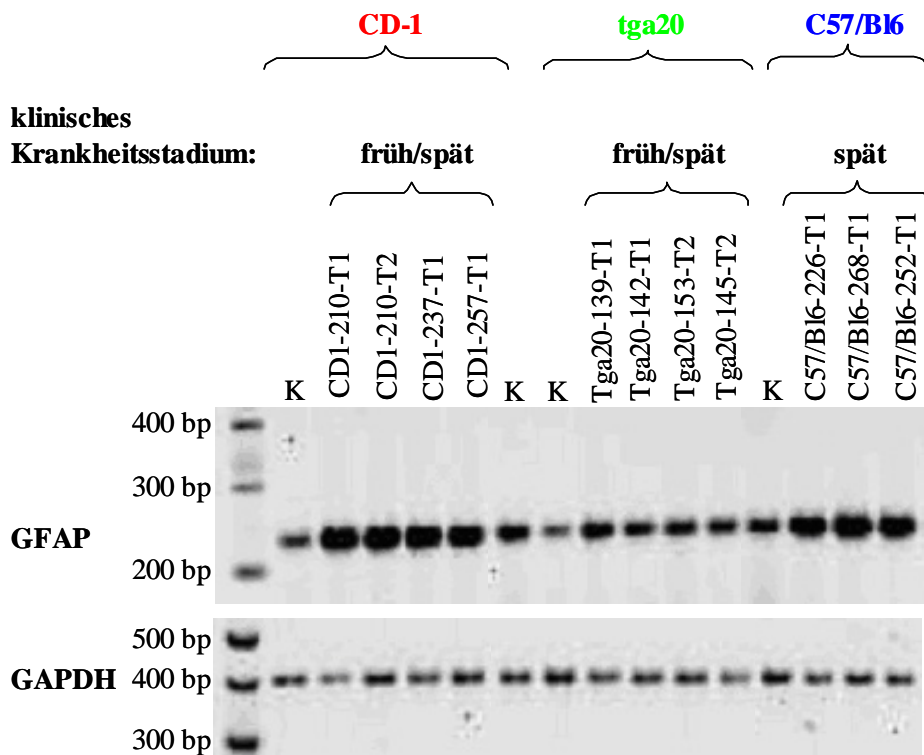 CD-1 tga20 C57/Bl6
klinisches
Krankheitsstadium: früh/spät früh/spät spät
K CD1-210-T1 CD1-210-T2 CD1-237-T1 CD1-257-T1 K K Tga20-139-T1 Tga20-142-T1 Tga20-153-T2 Tga20-145-T2 K C57/Bl6-226-T1 C57/Bl6-268-T1 C57/Bl6-252-T1
400 bp
300 bp
GFAP
200 bp
500 bp
GAPDH 400 bp
300 bp